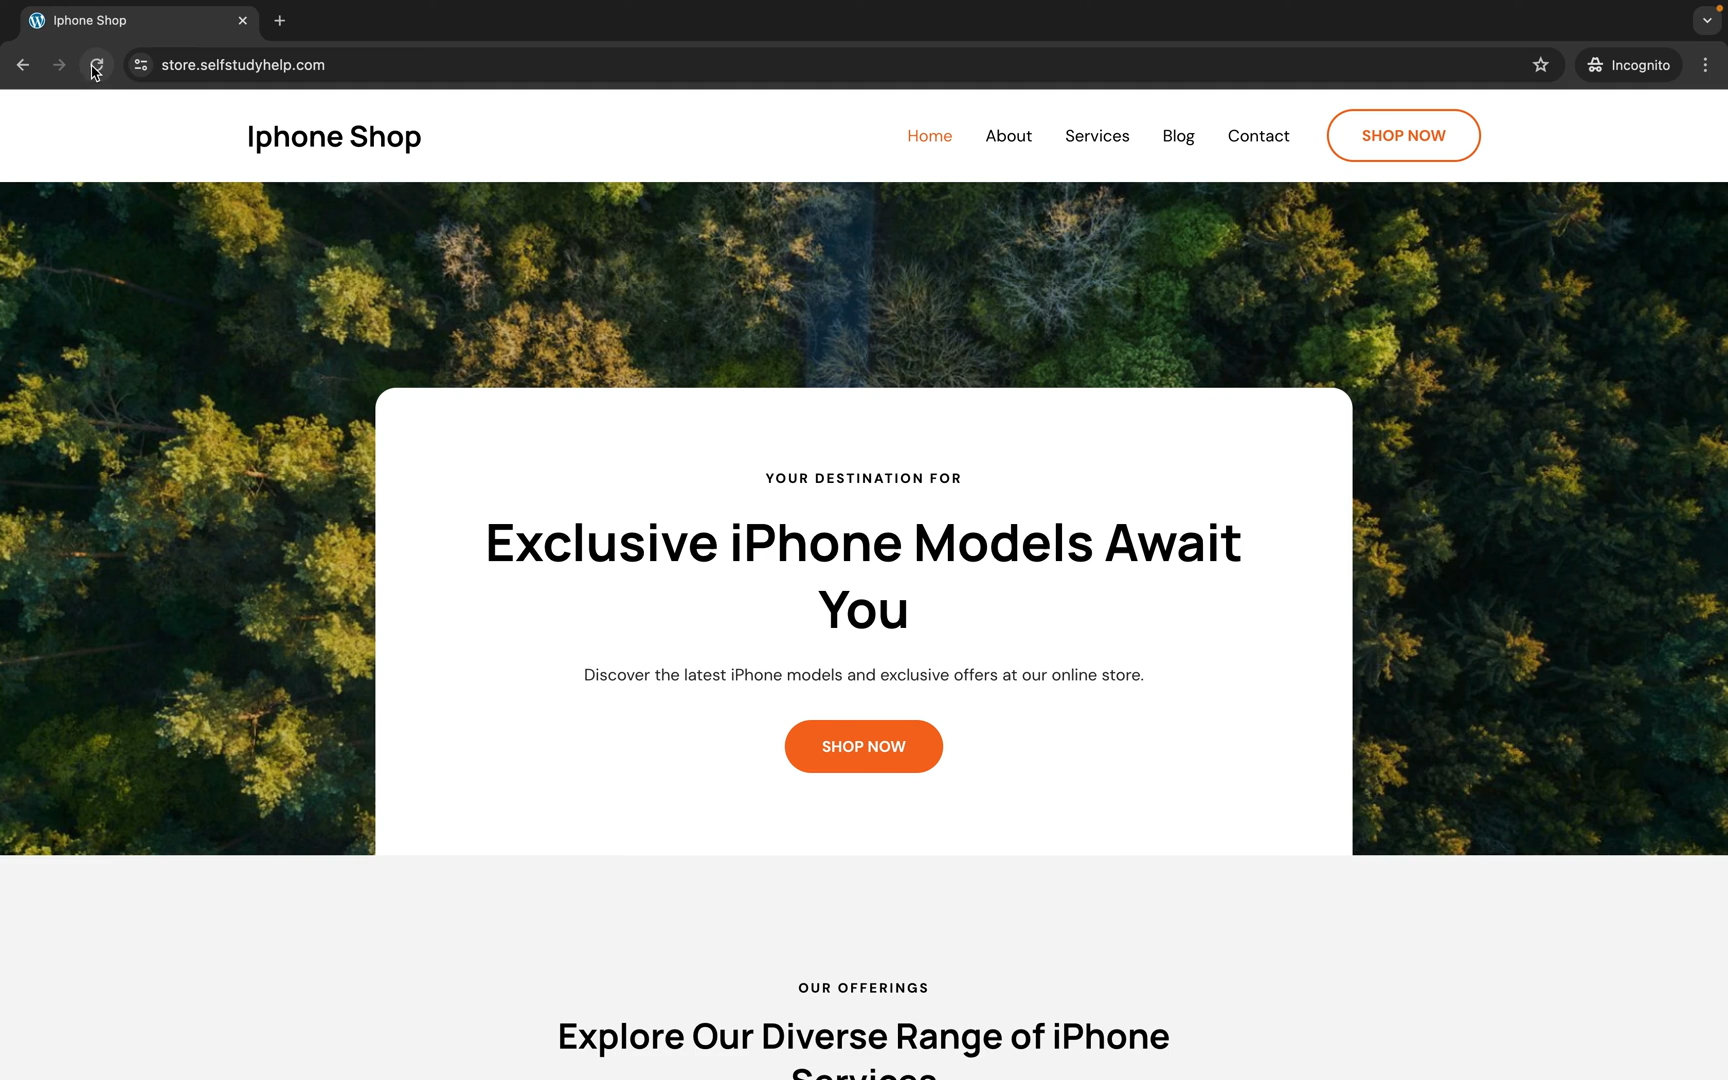 Iphone Shop
store.selfstudyhelp.com
Incognito
Iphone Shop
Home
About
Services
Blog
Contact
SHOP NOW
YOUR DESTINATION FOR
Exclusive iPhone Models Await
You
Discover the latest iPhone models and exclusive offers at our online store.
SHOP NOW
OUR OFFERINGS
Explore Our Diverse Range of iPhone
Services